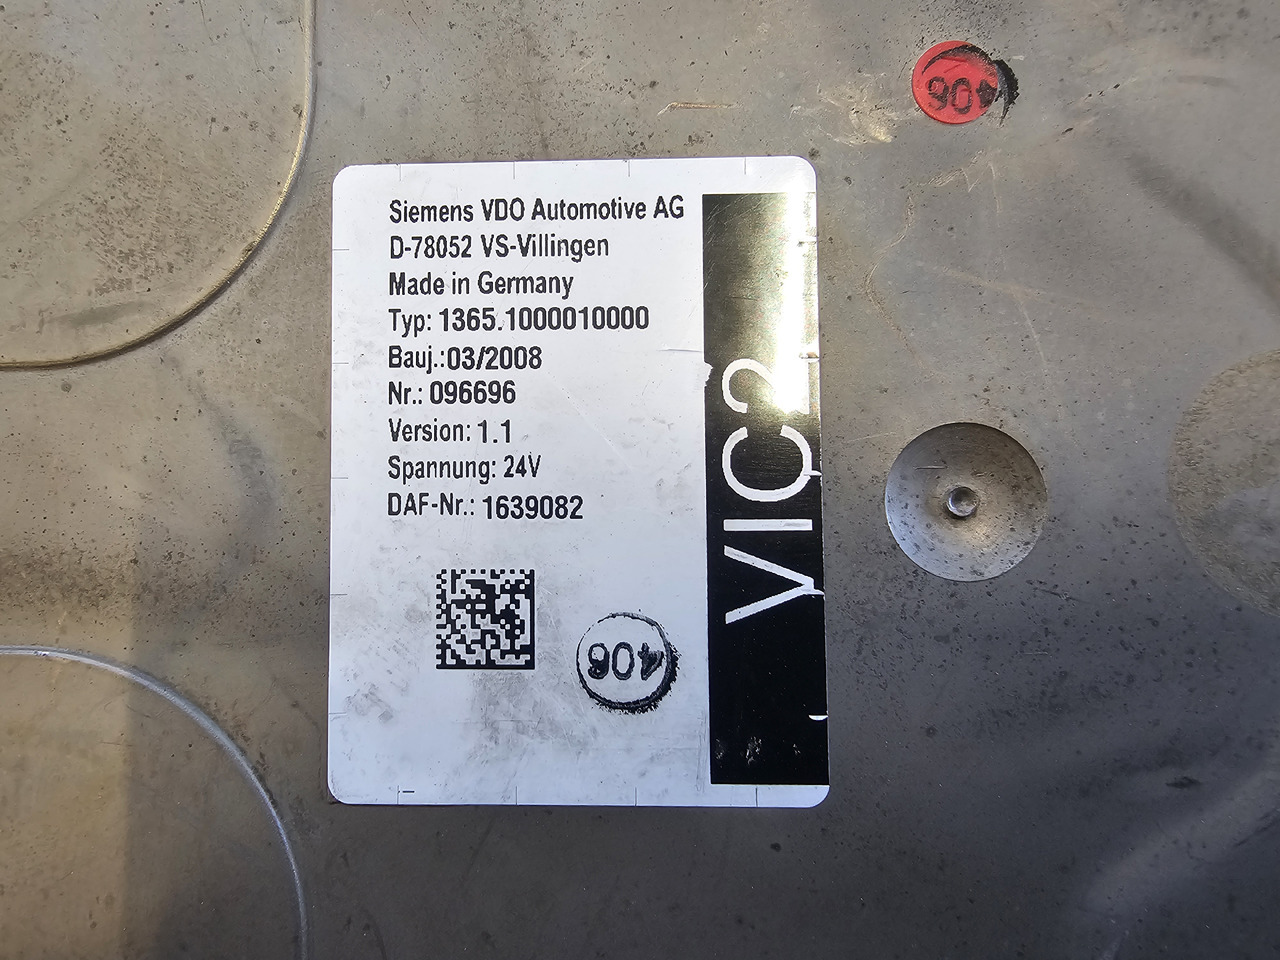 Siemens VDO Automotive AG
D-78052 VS-Villingen
Made in Germany
Typ: 1365.1000010000
Bauj.:03/2008
Nr.: 096696
Version: 1.1
Spannung: 24V
DAF-Nr.: 1639082
VIC2
406
406